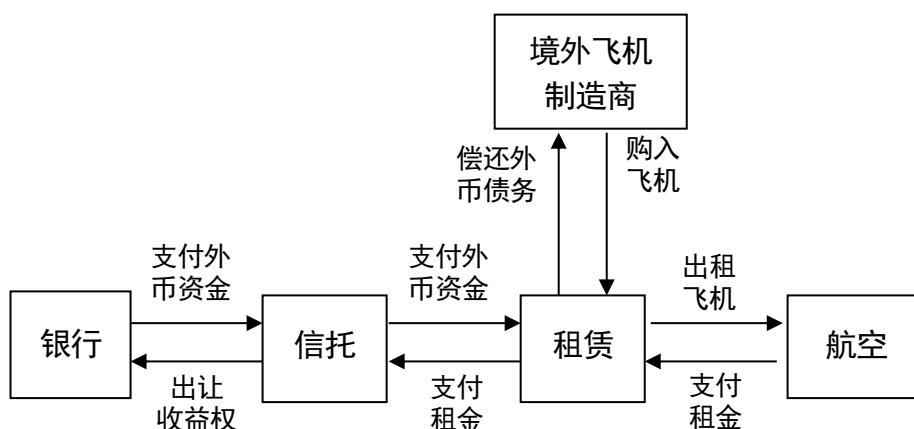 境外飞机
制造商
偿还外
币债务
购入
飞机
支付外
币资金
支付外
币资金
出租
飞机
银行
信托
租赁
航空
出让
收益权
支付
租金
支付
租金